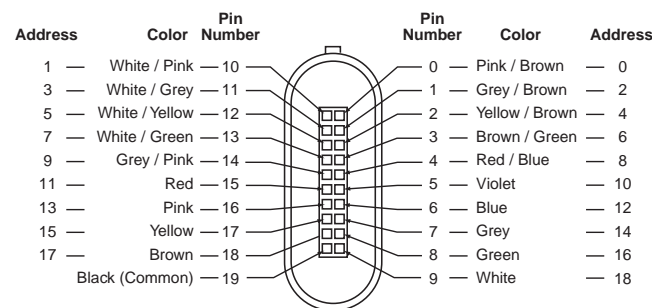 Pin Pin
Address Color Number Number Color Address
1 — White / Pink — 10 0 — Pink / Brown — 0
3 — White / Grey — 11 1 — Grey / Brown — 2
5 — White / Yellow — 12 2 — Yellow / Brown — 4
7 — White / Green — 13 3 — Brown / Green — 6
9 — Grey / Pink — 14 4 — Red / Blue — 8
11 — Red — 15 5 — Violet — 10
13 — Pink — 16 6 — Blue — 12
15 — Yellow — 17 7 — Grey — 14
17 — Brown — 18 8 — Green — 16
Black (Common) — 19 9 — White — 18